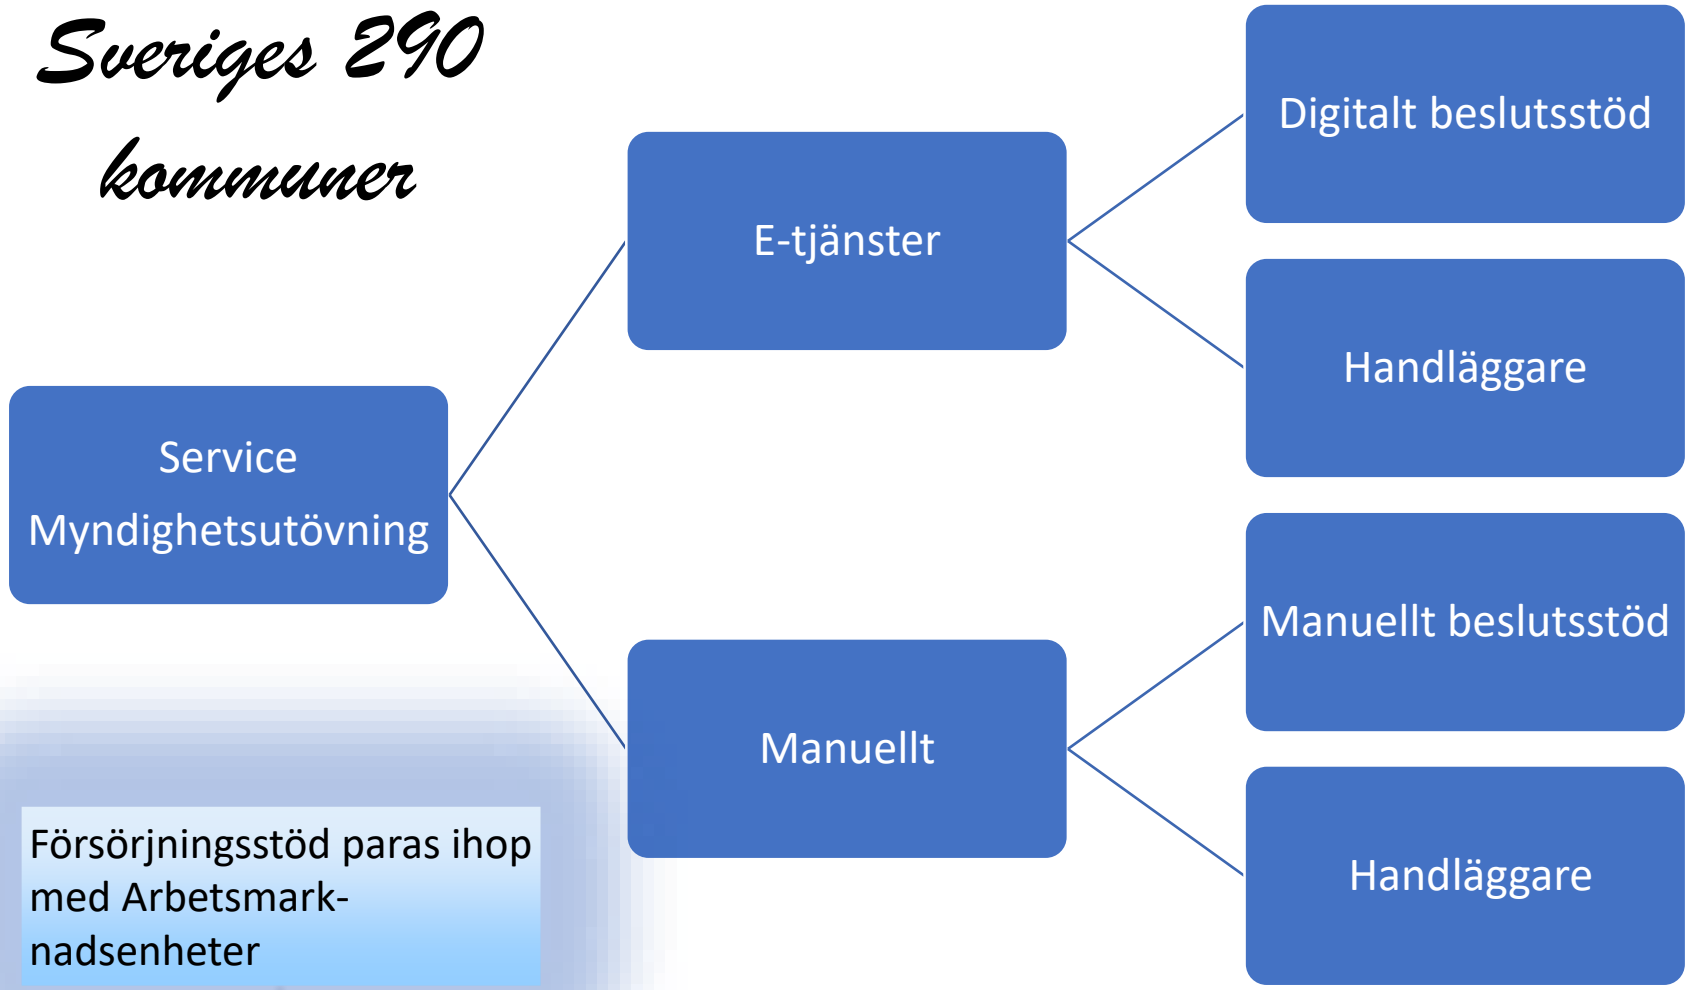 Sveriges 290
kommuner
Digitalt beslutsstöd
E-tjänster
Handläggare
Service
Myndighetsutövning
Manuellt beslutsstöd
Manuellt
Handläggare
Försörjningsstöd paras ihop
med Arbetsmark-
nadsenheter